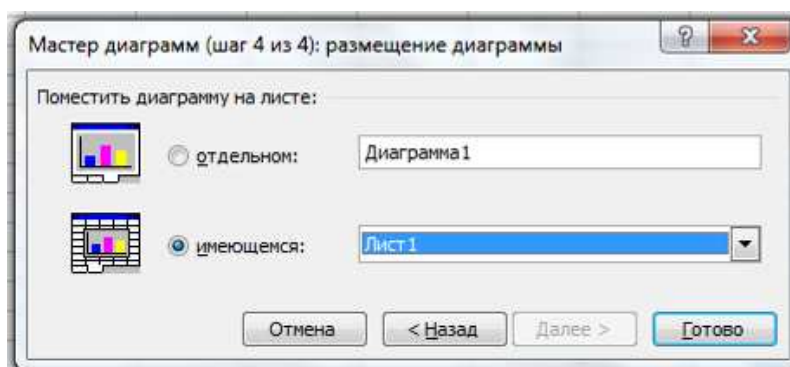 Мастер диаграмм (шаг 4 из 4): размещение диаграммы
Поместить диаграмму на листе:
отдельном: Диаграмма1
имеющемся: Лист1
Отмена < Назад Далее > Готово